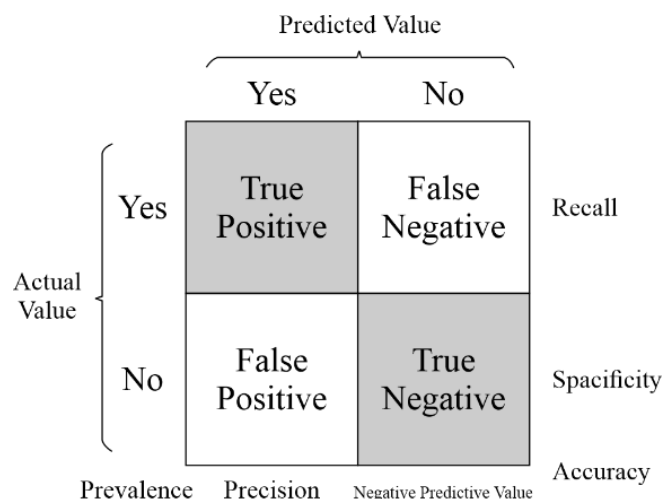 Predicted Value
Yes No
True
Positive
False
Negative
Yes
Recall
Actual
Value
False
Positive
True
Negative
No
Spacificity
Accuracy
Prevalence Precision Negative Predictive Value